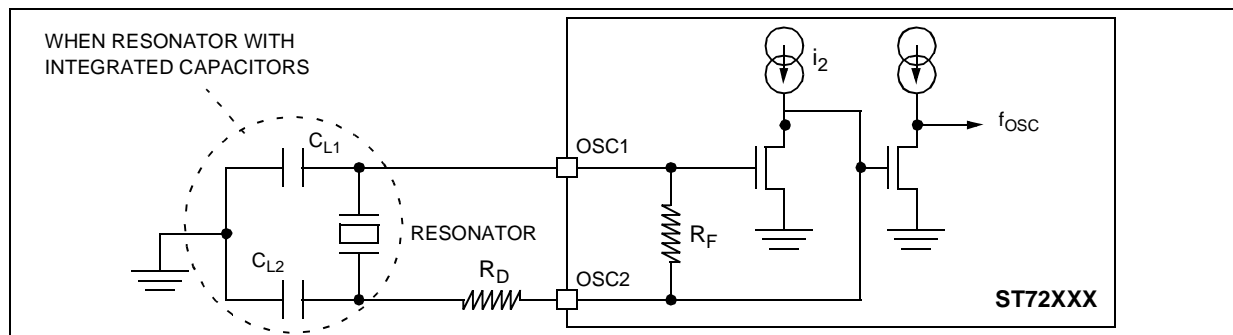 WHEN RESONATOR WITH
INTEGRATED CAPACITORS
i2
fOSC
CL1
OSC1
RESONATOR
RF
CL2
RD
OSC2
ST72XXX